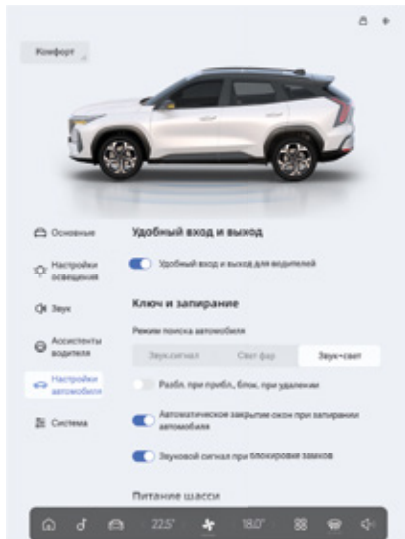 Комфорт
Основные
Настройки
освещения
Звук
Ассистенты
водителя
Настройки
автомобиля
Система
Удобный вход и выход
Удобный вход и выход для водителей
Ключ и запирание
Режим поиска автомобиля
Звук.сигнал Свет фар Звук+свет
Разбл. при прибл., блок. при удалении
Автоматическое закрытие окон при запирании
автомобиля
Звуковой сигнал при блокировке замков
Питание шасси
22.5° 18.0°